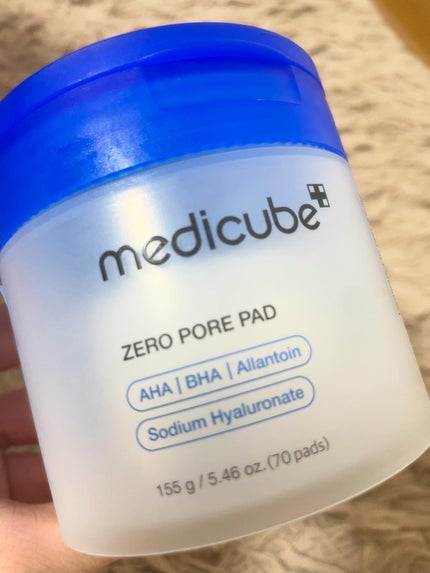 medicube
ZERO PORE PAD
AHA | BHA | Allantoin
Sodium Hyaluronate
155 g / 5.46 oz. (70 pads)